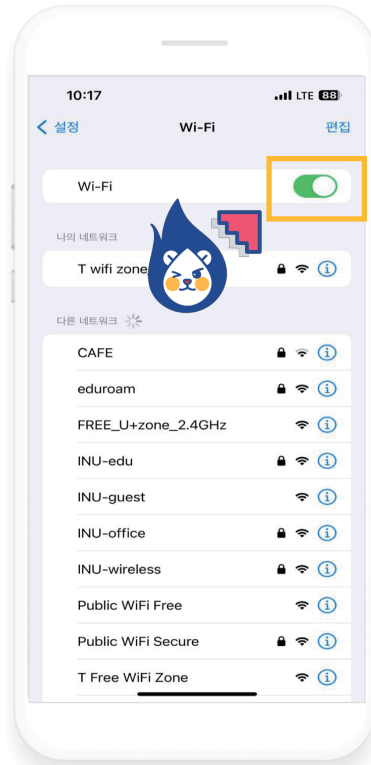 10:17 LTE 88
설정 Wi-Fi 편집
Wi-Fi
나의 네트워크
T wifi zone
다른 네트워크
CAFE
eduroam
FREE_U+zone_2.4GHz
INU-edu
INU-guest
INU-office
INU-wireless
Public WiFi Free
Public WiFi Secure
T Free WiFi Zone